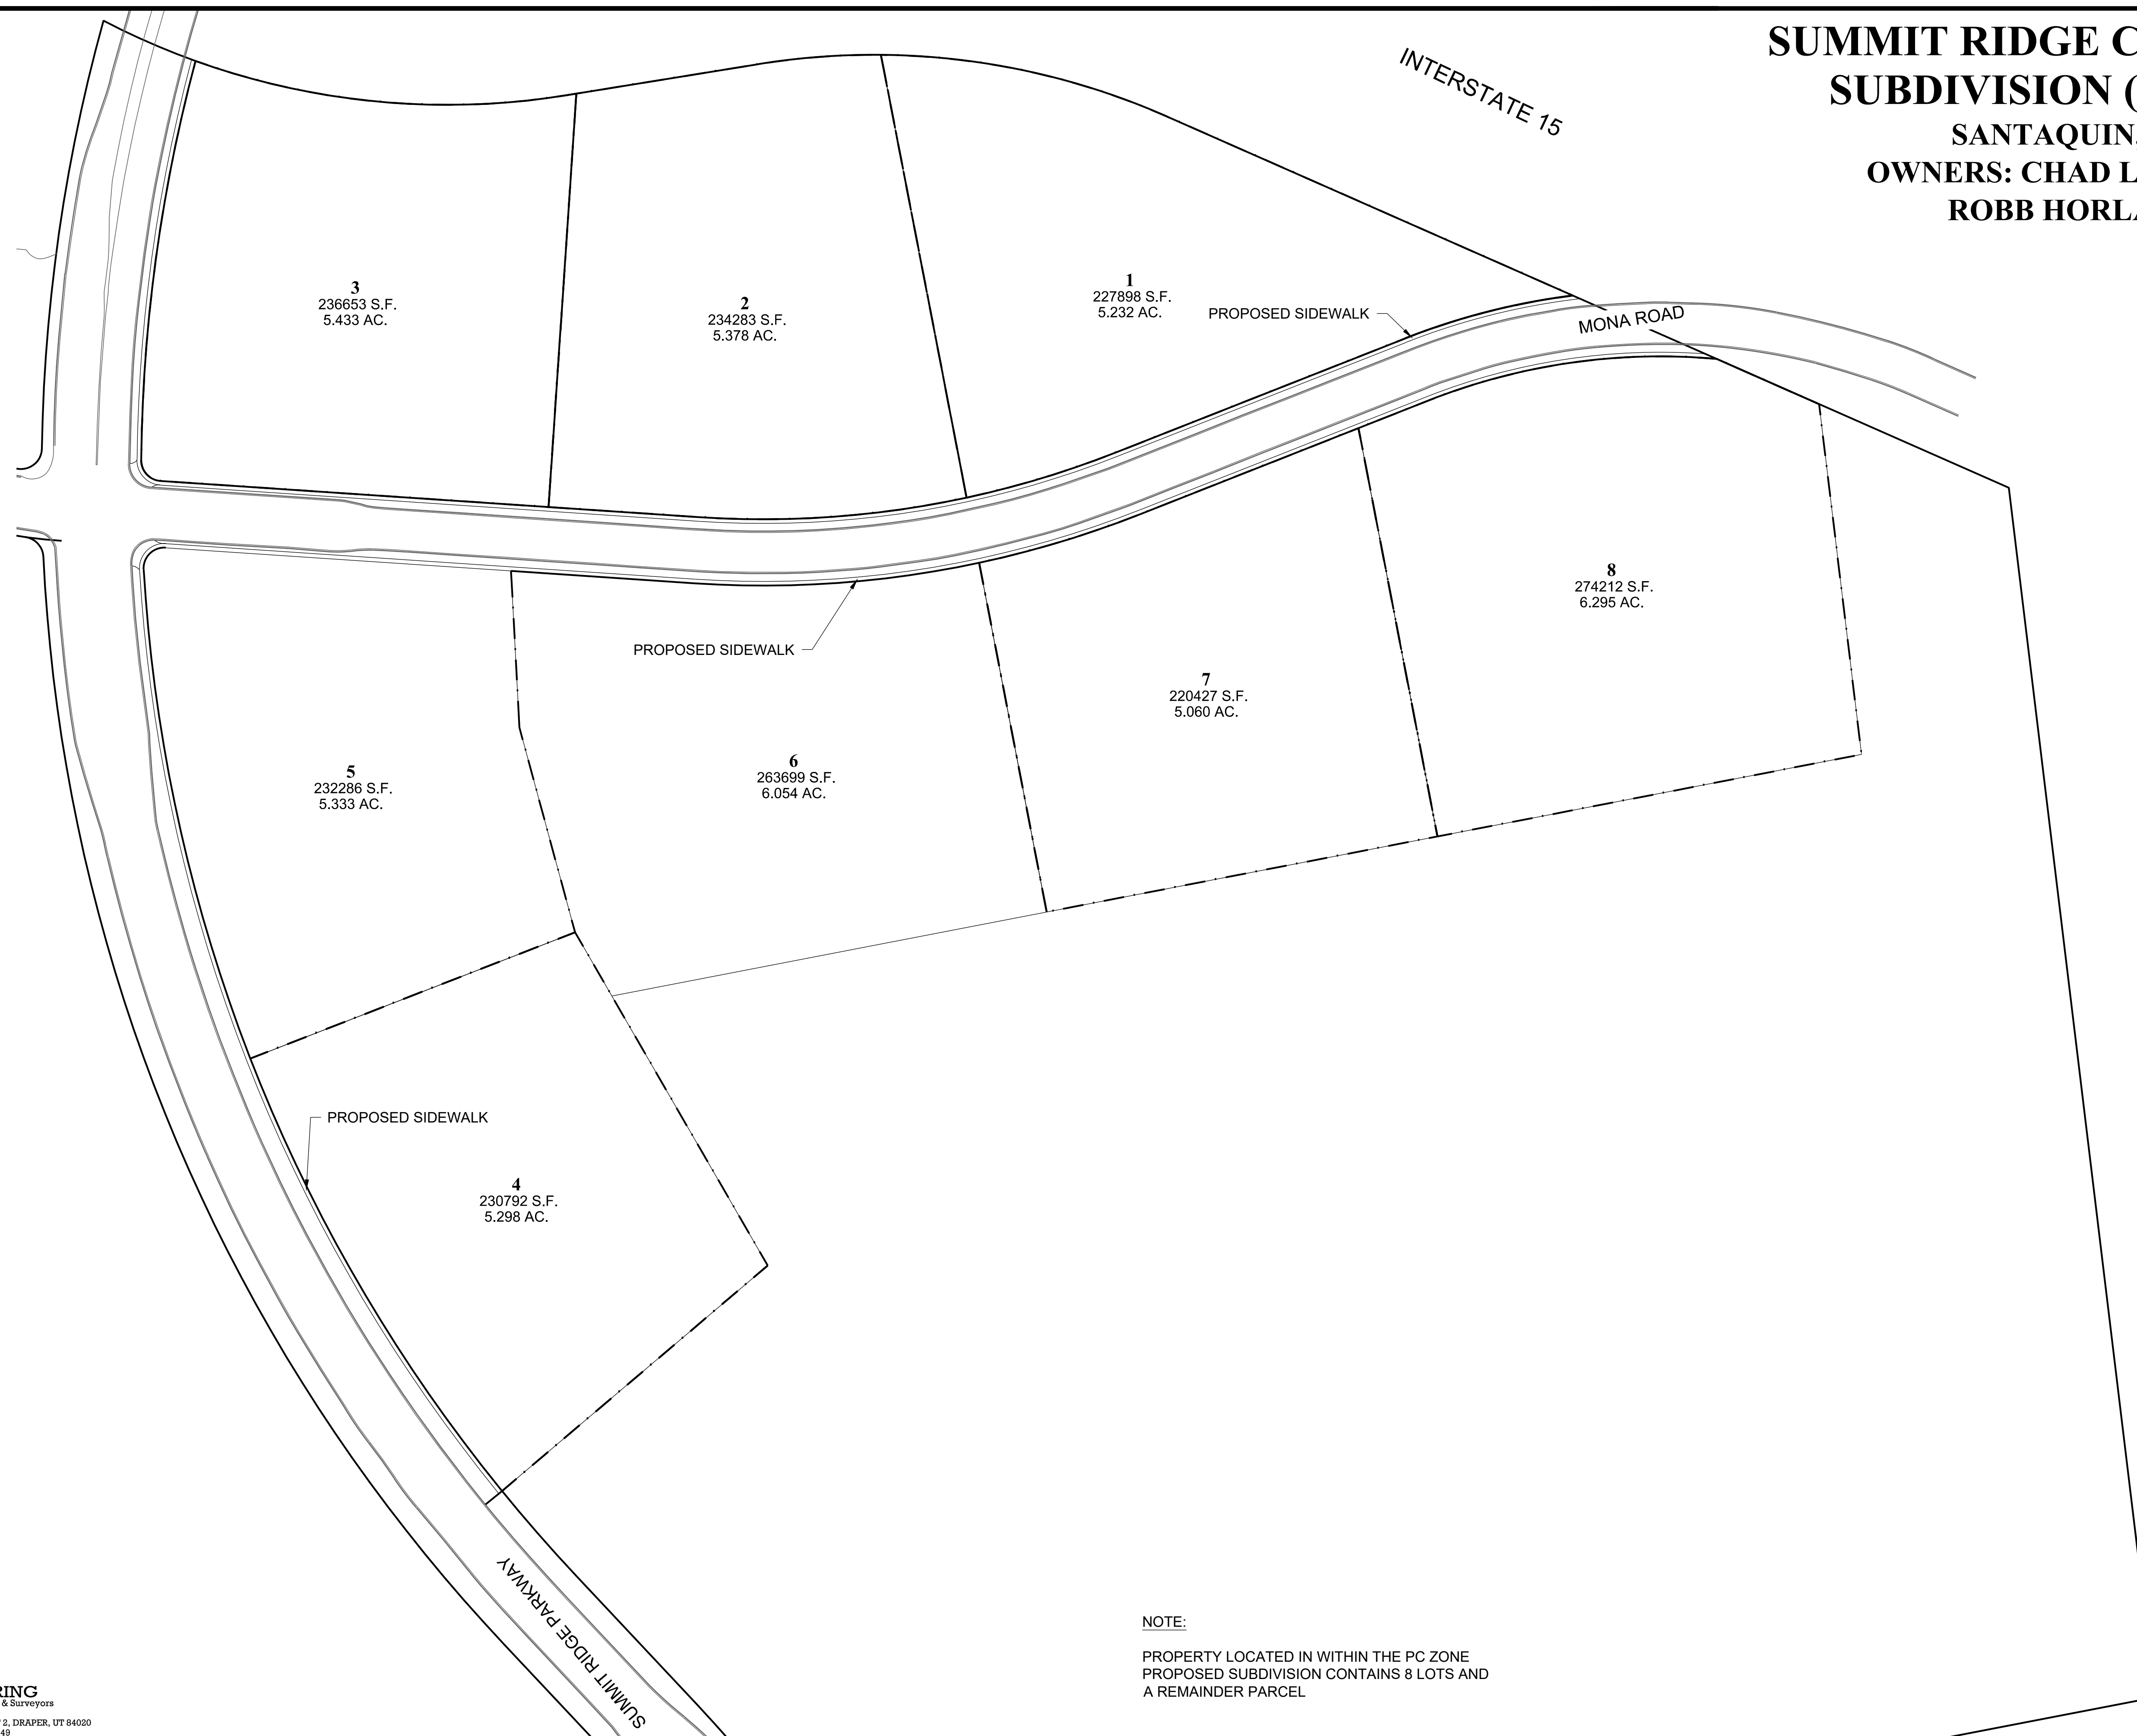 SUMMIT RIDGE C
SUBDIVISION (
SANTAQUIN
OWNERS: CHAD L
ROBB HORLA
INTERSTATE 15
3
236653 S.F.
5.433 AC.
2
234283 S.F.
5.378 AC.
1
227898 S.F.
5.232 AC.
PROPOSED SIDEWALK
MONA ROAD
8
274212 S.F.
6.295 AC.
PROPOSED SIDEWALK
7
220427 S.F.
5.060 AC.
5
232286 S.F.
5.333 AC.
6
263699 S.F.
6.054 AC.
PROPOSED SIDEWALK
4
230792 S.F.
5.298 AC.
SUMMIT RIDGE PARKWAY
NOTE:
PROPERTY LOCATED IN WITHIN THE PC ZONE
PROPOSED SUBDIVISION CONTAINS 8 LOTS AND
A REMAINDER PARCEL
RING
& Surveyors
2, DRAPER, UT 84020
49